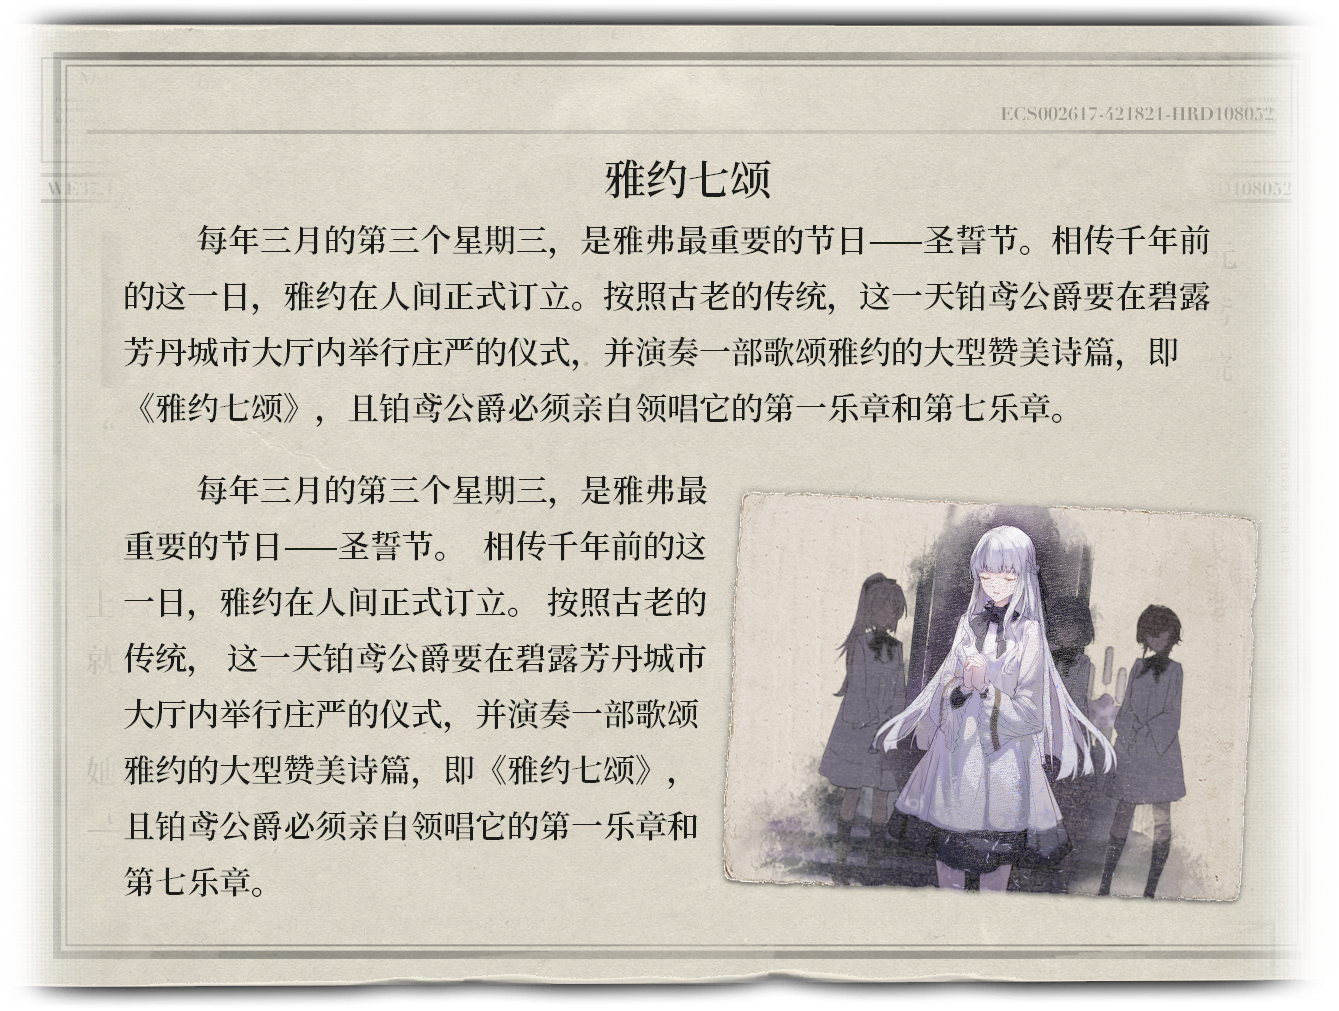 ECS002617-421821-HRD108052
WE37.1
D108052
雅约七颂
每年三月的第三个星期三，是雅弗最重要的节日——圣誓节。相传千年前
的这一日，雅约在人间正式订立。按照古老的传统，这一天铂鸢公爵要在碧露
芳丹城市大厅内举行庄严的仪式，并演奏一部歌颂雅约的大型赞美诗篇，即
《雅约七颂》，且铂鸢公爵必须亲自领唱它的第一乐章和第七乐章。
每年三月的第三个星期三，是雅弗最
重要的节日——圣誓节。 相传千年前的这
一日，雅约在人间正式订立。 按照古老的
传统， 这一天铂鸢公爵要在碧露芳丹城市
大厅内举行庄严的仪式，并演奏一部歌颂
雅约的大型赞美诗篇，即《雅约七颂》，
且铂鸢公爵必须亲自领唱它的第一乐章和
第七乐章。